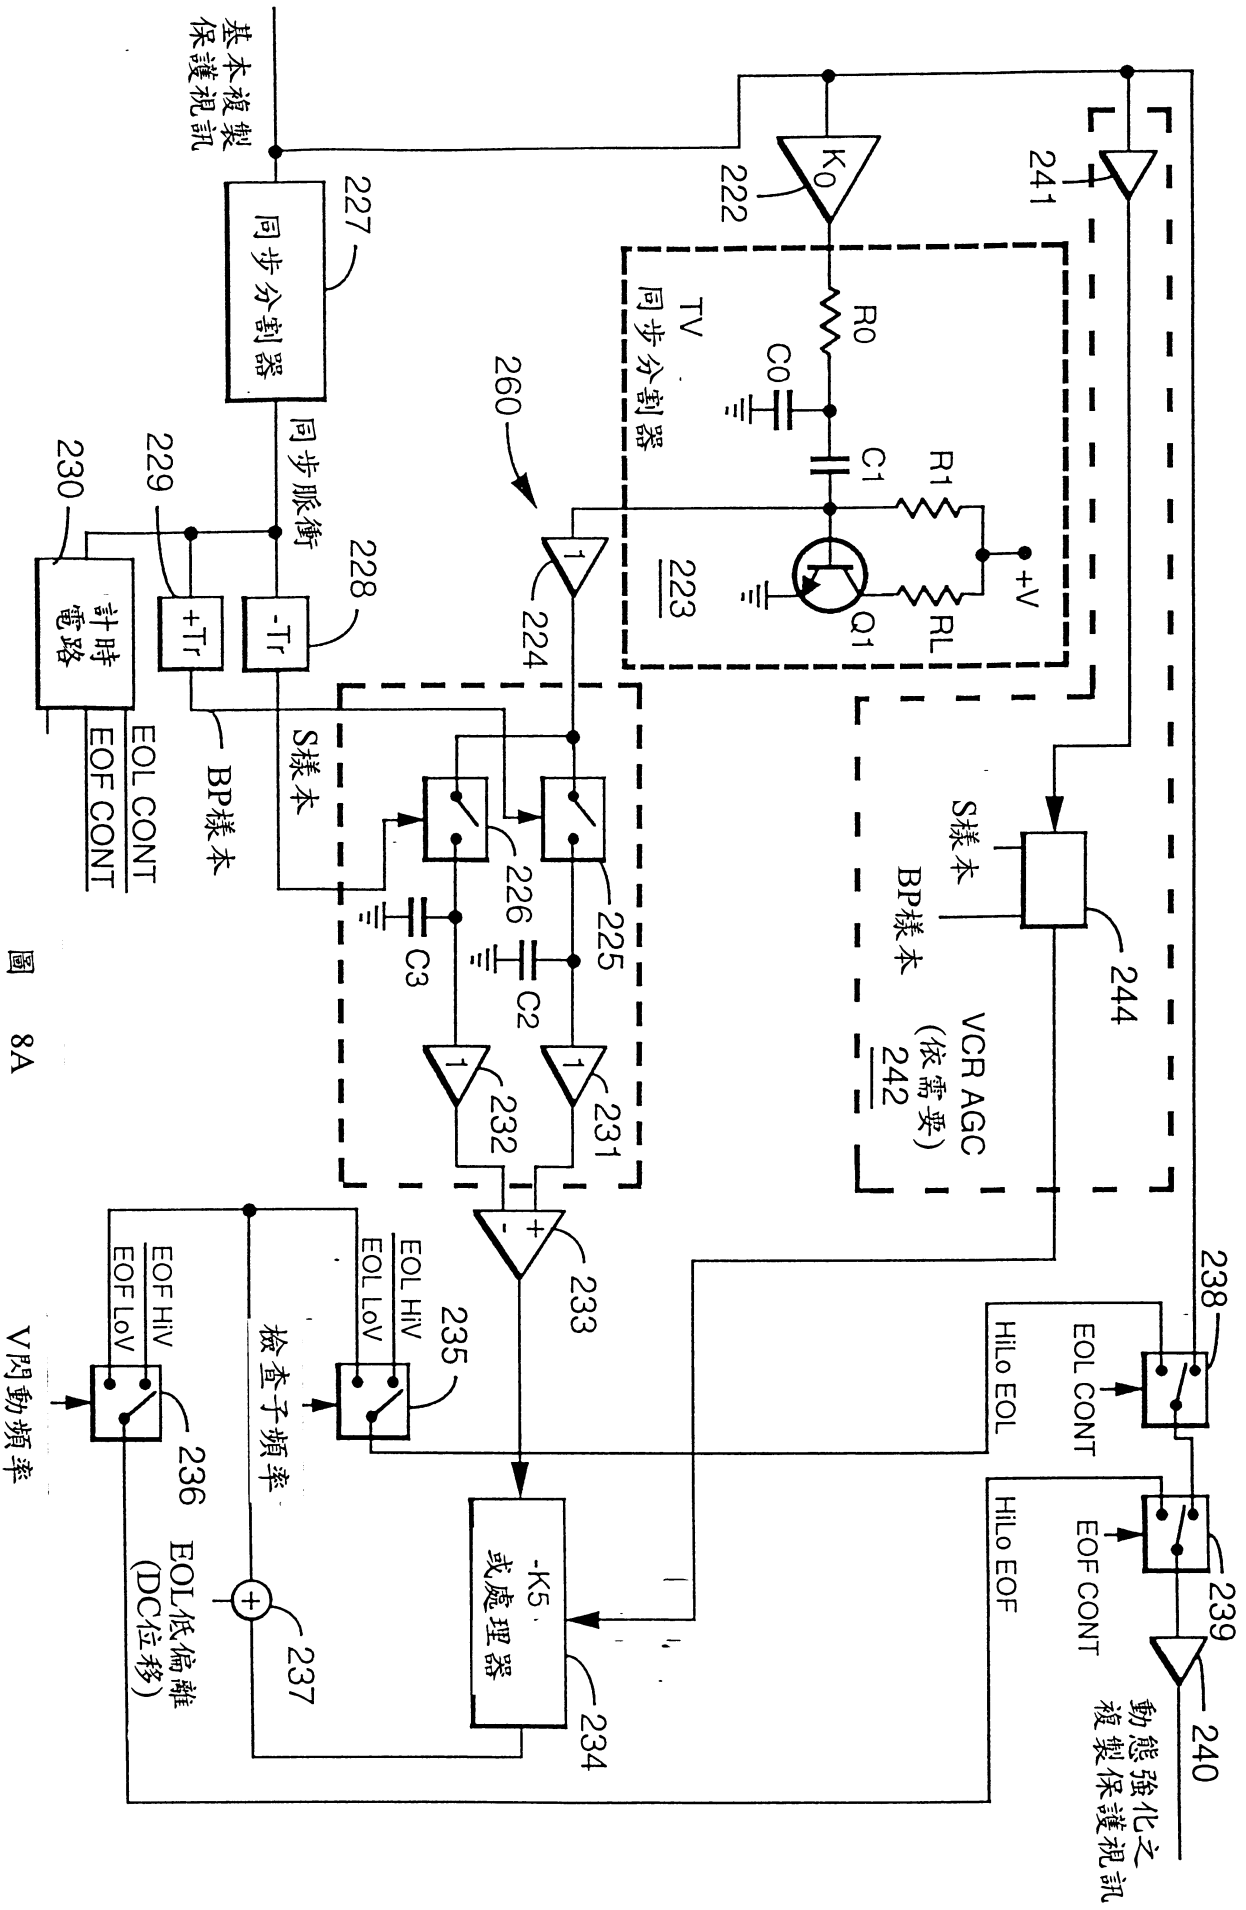 基本複製
保護視訊
227
同步分割器
同步脈衝
228
-Tr
229
+Tr
230
計時
電路
EOL CONT
EOF CONT
S樣本
BP樣本
K0
222
TV
同步分割器
R0
C0
C1
R1
RL
+V
Q1
223
260
1
224
225
226
C2
C3
1
231
1
232
+
-
233
241
244
S樣本
BP樣本
VCR AGC
(依需要)
242
-K5
或處理器
234
EOL HiV
EOL LoV
235
檢查子頻率
EOF HiV
EOF LoV
236
V閃動頻率
+
237
EOL低偏離
(DC位移)
238
EOL CONT
HiLo EOL
239
EOF CONT
HiLo EOF
240
動態強化之
複製保護視訊
圖 8A